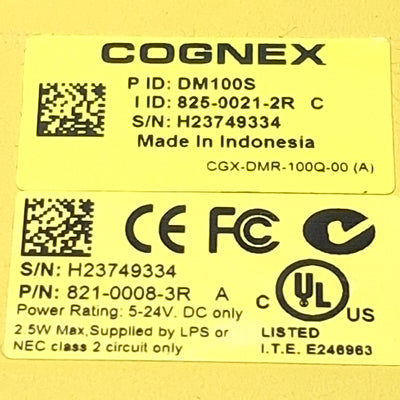 COGNEX
P ID: DM100S
I ID: 825-0021-2R C
S/N: H23749334
Made In Indonesia
CGX-DMR-100Q-00 (A)
CE FC
S/N: H23749334
P/N: 821-0008-3R A
Power Rating: 5-24V. DC only
2 5W Max,Supplied by LPS or
NEC class 2 circuit only
C UL US
LISTED
I.T.E. E246963